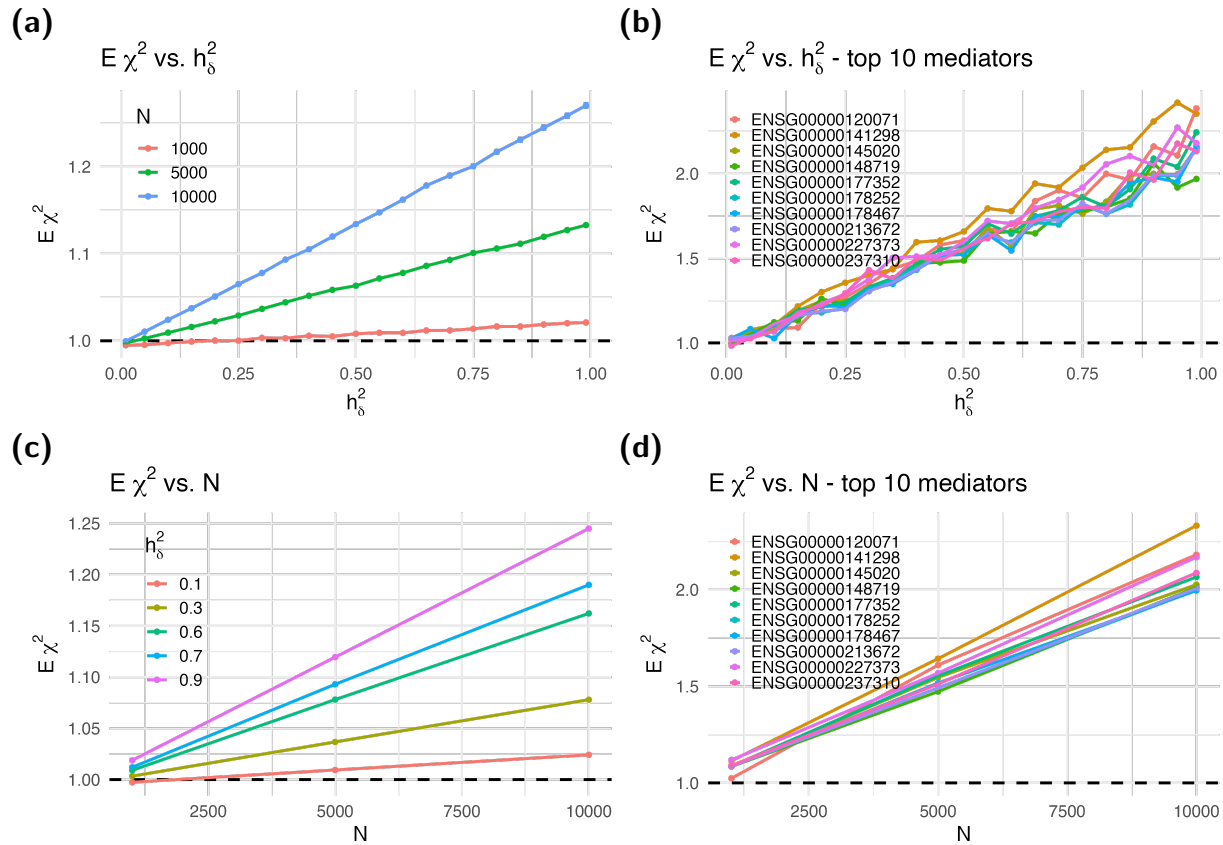 (a)
E χ² vs. h²δ
N
1000
5000
10000
E χ²
1.2
1.1
1.0
0.00 0.25 0.50 0.75 1.00
h²δ
(b)
E χ² vs. h²δ - top 10 mediators
ENSG00000120071
ENSG00000141298
ENSG00000145020
ENSG00000148719
ENSG00000177352
ENSG00000178252
ENSG00000178467
ENSG00000213672
ENSG00000227373
ENSG00000237310
E χ²
2.0
1.5
1.0
0.00 0.25 0.50 0.75 1.00
h²δ
(c)
E χ² vs. N
h²δ
0.1
0.3
0.6
0.7
0.9
E χ²
1.25
1.20
1.15
1.10
1.05
1.00
2500 5000 7500 10000
N
(d)
E χ² vs. N - top 10 mediators
ENSG00000120071
ENSG00000141298
ENSG00000145020
ENSG00000148719
ENSG00000177352
ENSG00000178252
ENSG00000178467
ENSG00000213672
ENSG00000227373
ENSG00000237310
E χ²
2.0
1.5
1.0
2500 5000 7500 10000
N